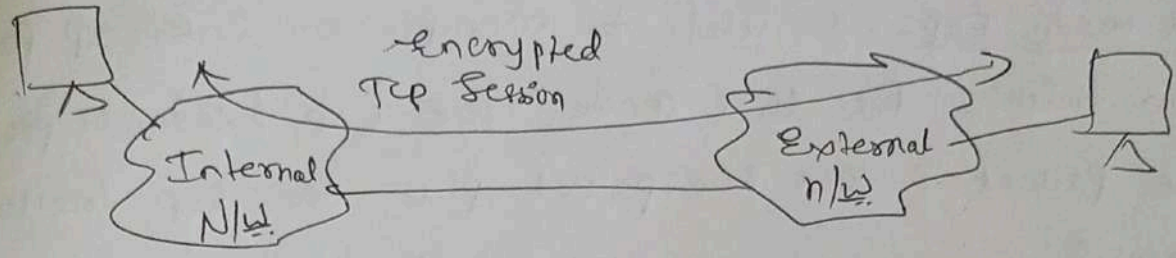 Encrypted
TCP Session
Internal
N/W.
External
n/w.